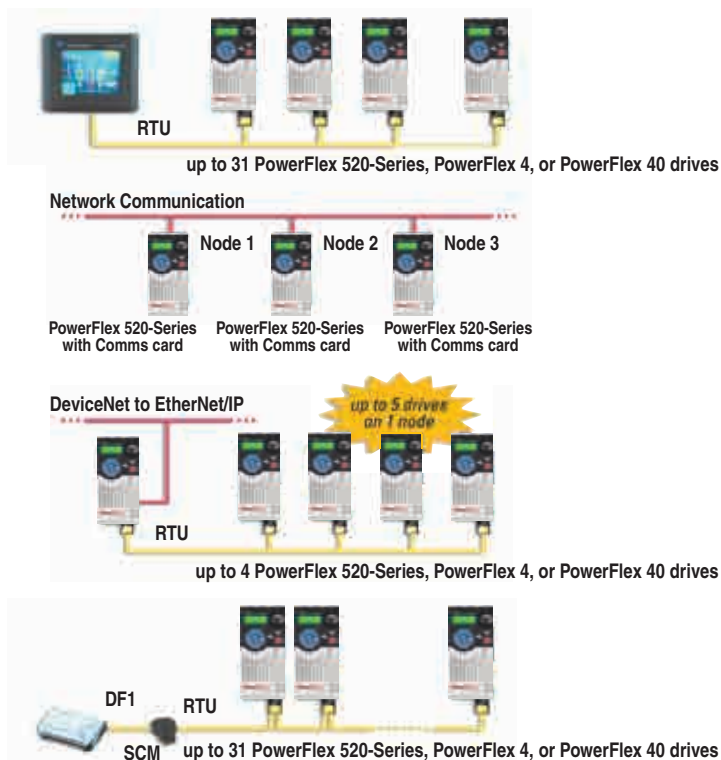 RTU
up to 31 PowerFlex 520-Series, PowerFlex 4, or PowerFlex 40 drives
Network Communication
Node 1 Node 2 Node 3
PowerFlex 520-Series PowerFlex 520-Series PowerFlex 520-Series
with Comms card with Comms card with Comms card
DeviceNet to EtherNet/IP
up to 5 drives
on 1 node
RTU
up to 4 PowerFlex 520-Series, PowerFlex 4, or PowerFlex 40 drives
DF1 RTU
SCM up to 31 PowerFlex 520-Series, PowerFlex 4, or PowerFlex 40 drives